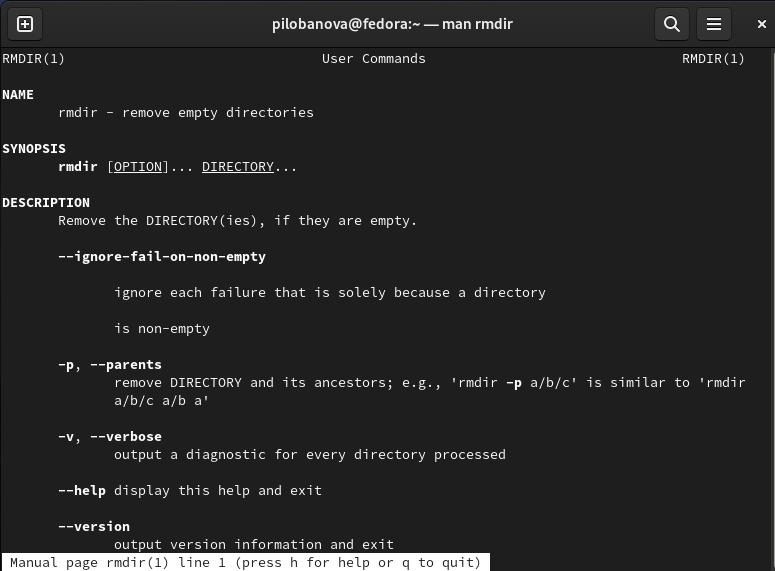 pilobanova@fedora:~ — man rmdir
RMDIR(1) User Commands RMDIR(1)
NAME
rmdir - remove empty directories
SYNOPSIS
rmdir [OPTION]... DIRECTORY...
DESCRIPTION
Remove the DIRECTORY(ies), if they are empty.
--ignore-fail-on-non-empty
ignore each failure that is solely because a directory
is non-empty
-p, --parents
remove DIRECTORY and its ancestors; e.g., 'rmdir -p a/b/c' is similar to 'rmdir
a/b/c a/b a'
-v, --verbose
output a diagnostic for every directory processed
--help display this help and exit
--version
output version information and exit
Manual page rmdir(1) line 1 (press h for help or q to quit)